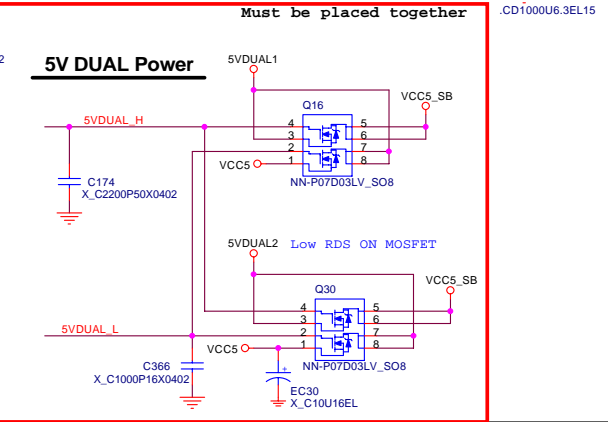 Must be placed together
.CD1000U6.3EL15
2
5V DUAL Power
5VDUAL1
VCC5_SB
Q16
5VDUAL_H
4
3
2
1
5
6
7
8
VCC5
NN-P07D03LV_SO8
C174
X_C2200P50X0402
5VDUAL2
Low RDS ON MOSFET
VCC5_SB
Q30
4
3
2
1
5
6
7
8
5VDUAL_L
VCC5
NN-P07D03LV_SO8
C366
X_C1000P16X0402
+
EC30
X_C10U16EL